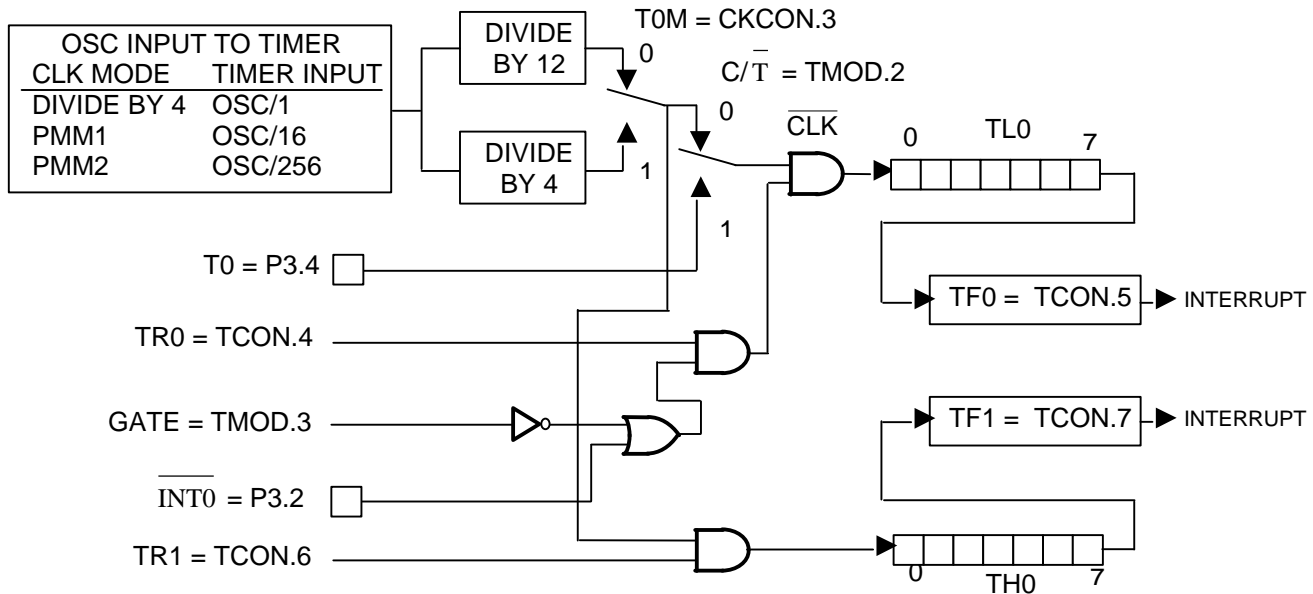 OSC INPUT TO TIMER
CLK MODE TIMER INPUT
DIVIDE BY 4 OSC/1
PMM1 OSC/16
PMM2 OSC/256
DIVIDE
BY 12
DIVIDE
BY 4
T0M = CKCON.3
0
1
C/T̅ = TMOD.2
0
1
C̅L̅K̅
0 TL0 7
T0 = P3.4
TF0 = TCON.5
INTERRUPT
TR0 = TCON.4
GATE = TMOD.3
TF1 = TCON.7
INTERRUPT
I̅N̅T̅0̅ = P3.2
TR1 = TCON.6
0 TH0 7